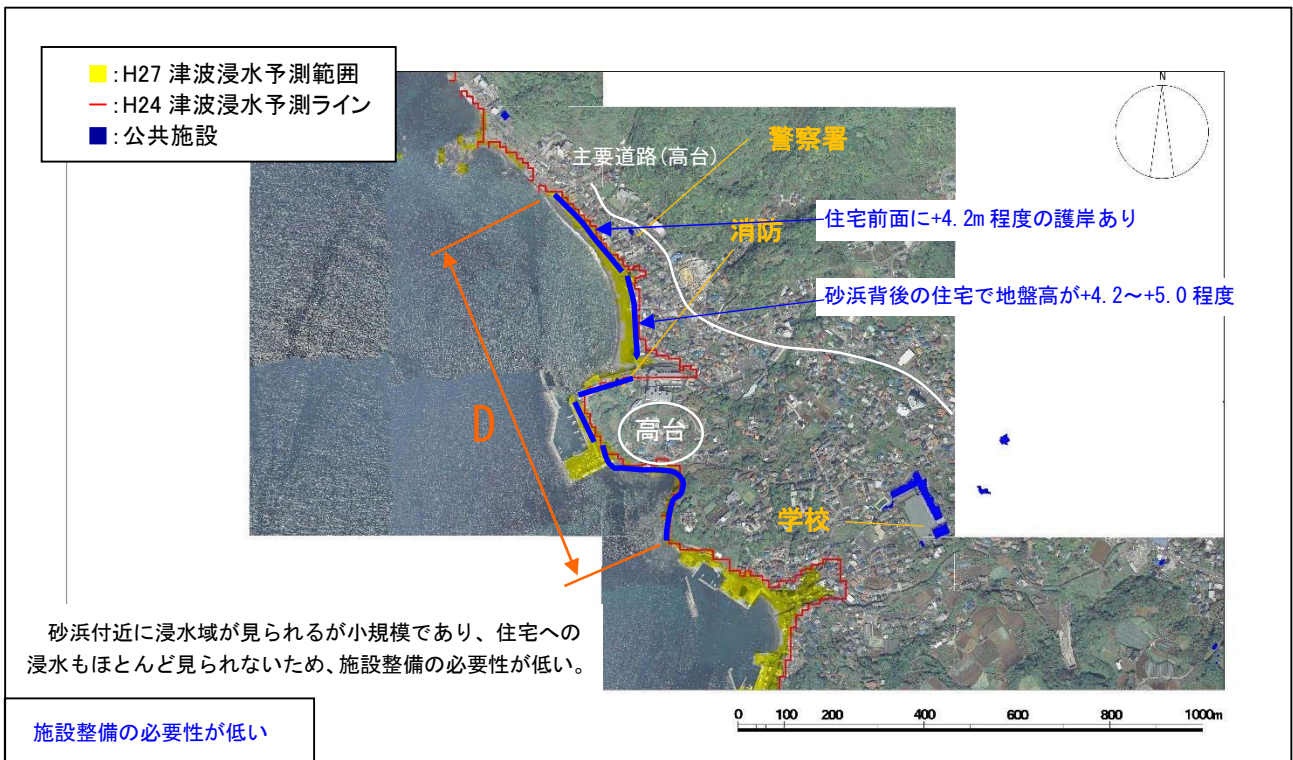 ■:H27 津波浸水予測範囲
―:H24 津波浸水予測ライン
■:公共施設
N
警察署
主要道路(高台)
住宅前面に+4.2m 程度の護岸あり
消防
砂浜背後の住宅で地盤高が+4.2～+5.0 程度
D
高台
学校
砂浜付近に浸水域が見られるが小規模であり、住宅への
浸水もほとんど見られないため、施設整備の必要性が低い。
0 100 200 400 600 800 1000m
施設整備の必要性が低い